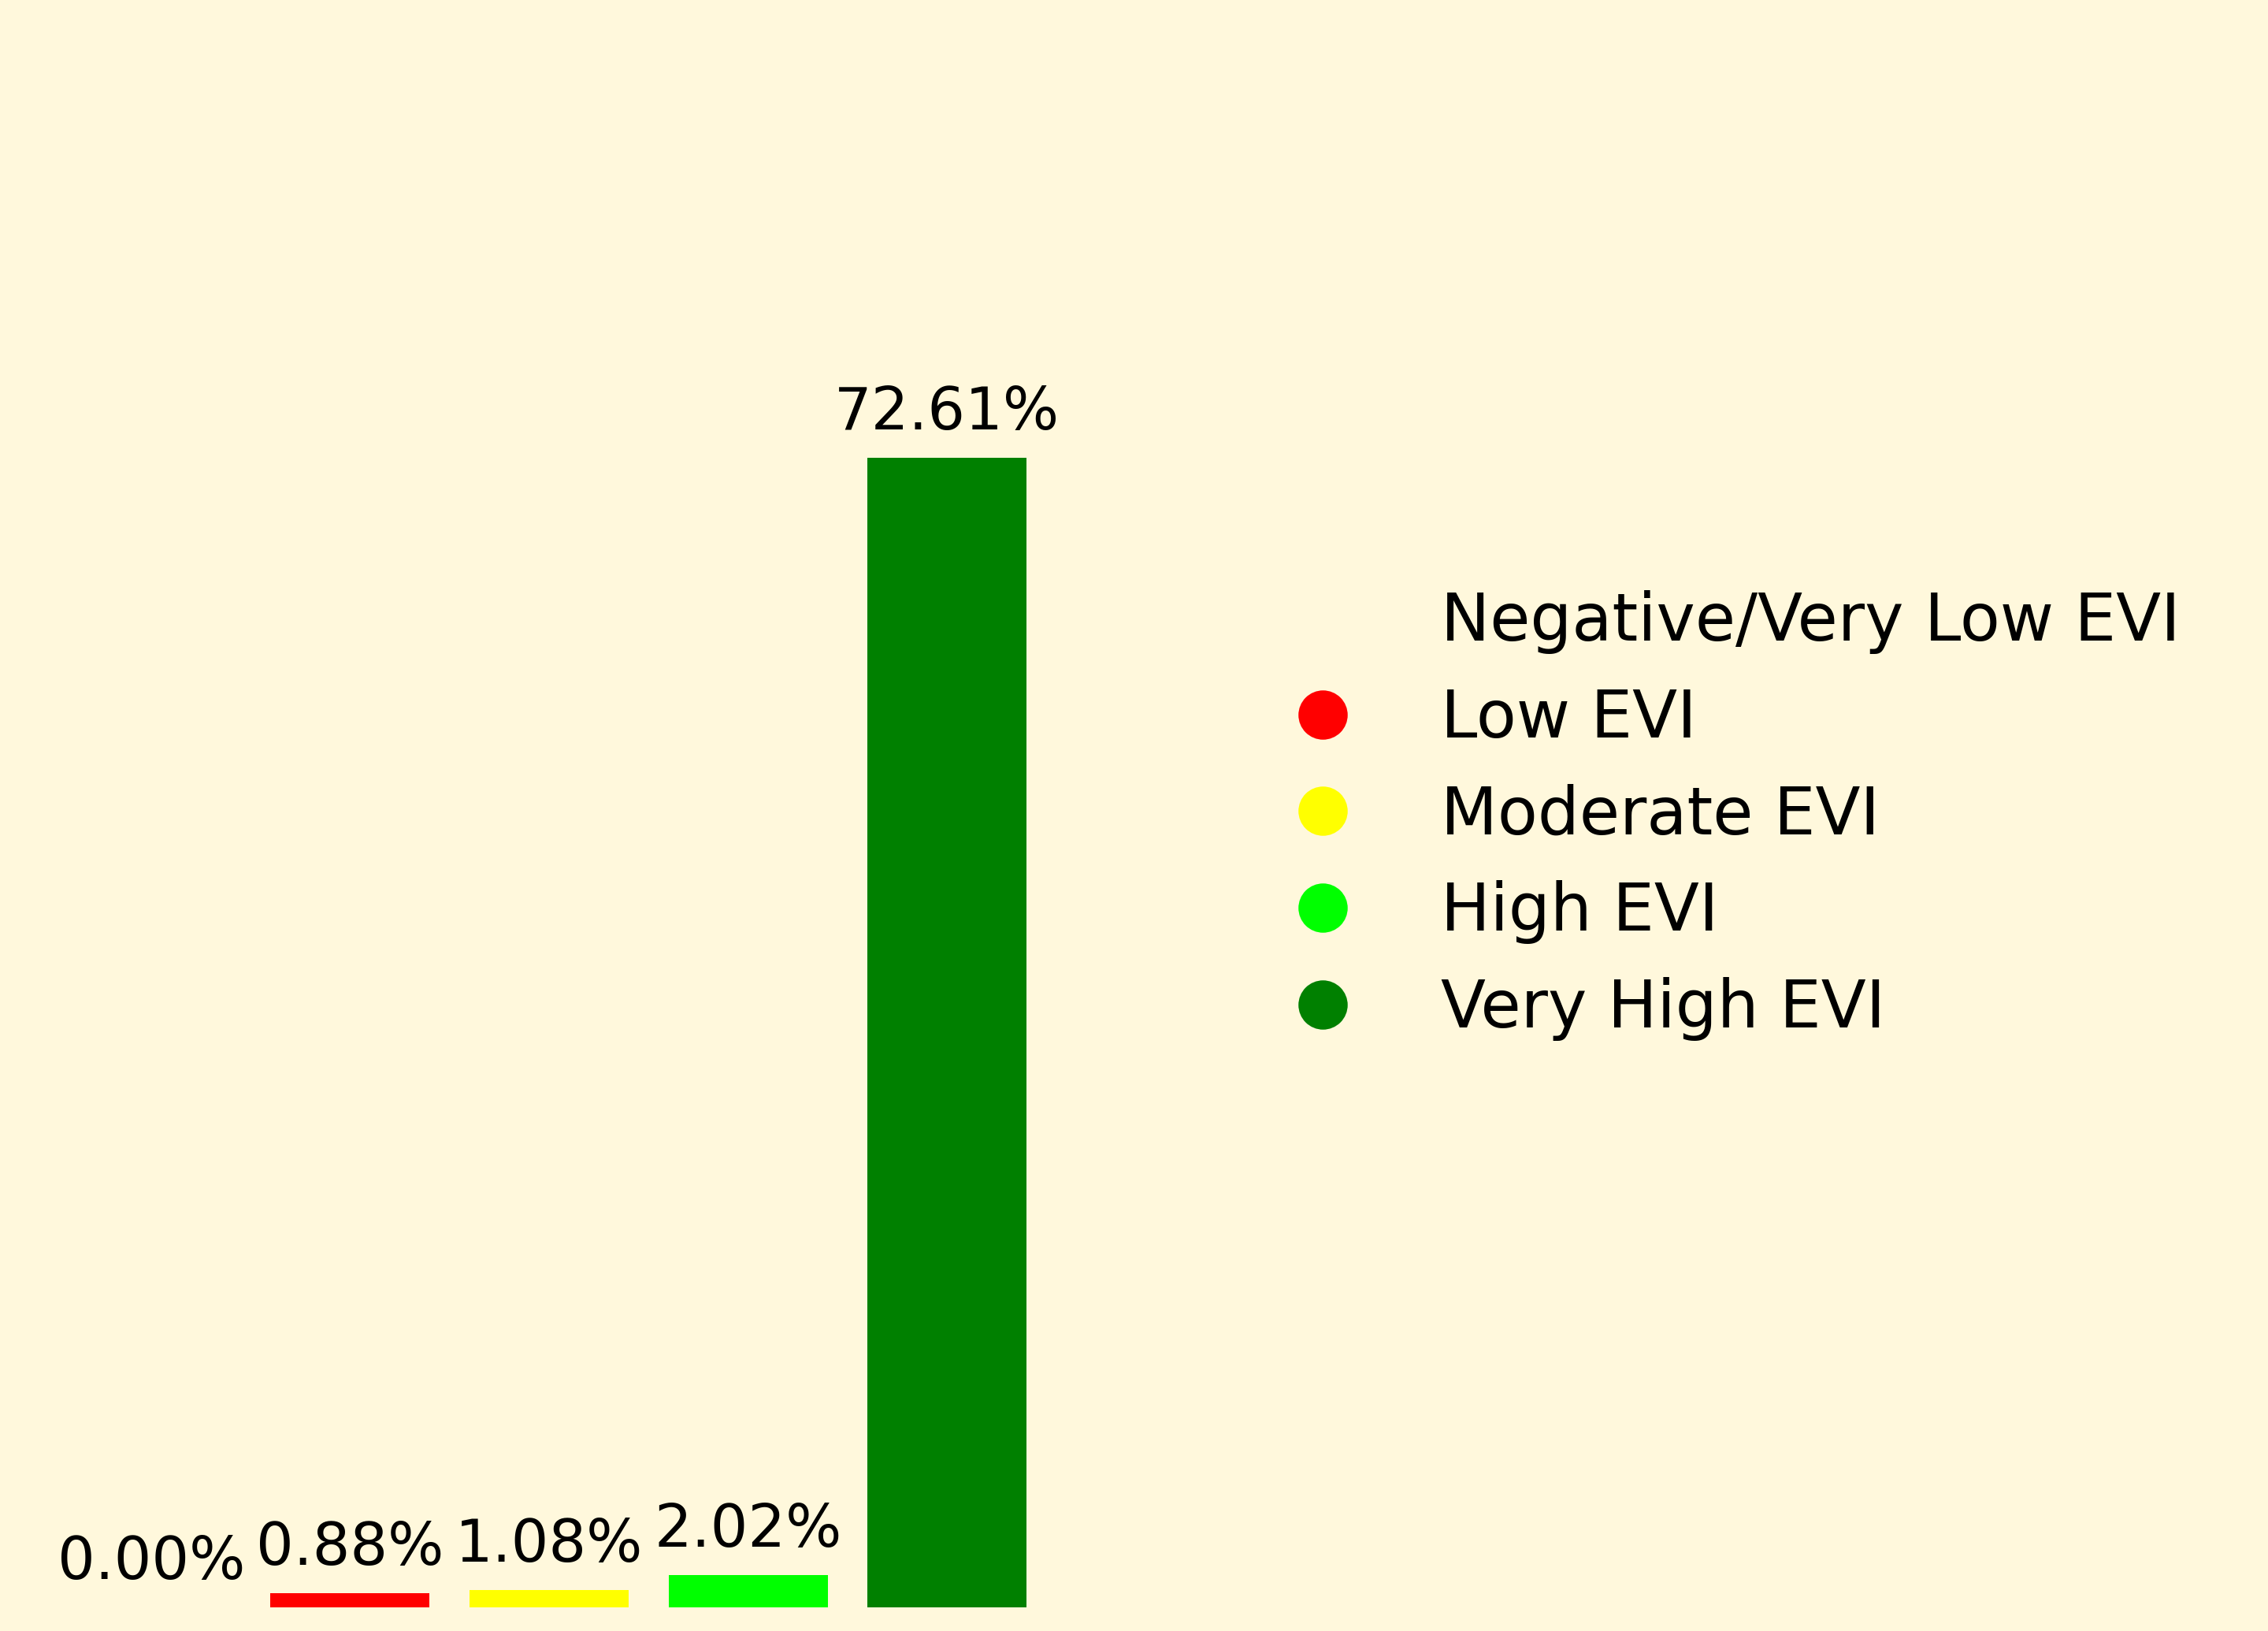 72.61%
Negative/Very Low EVI
Low EVI
Moderate EVI
High EVI
Very High EVI
0.00%
0.88%
1.08%
2.02%